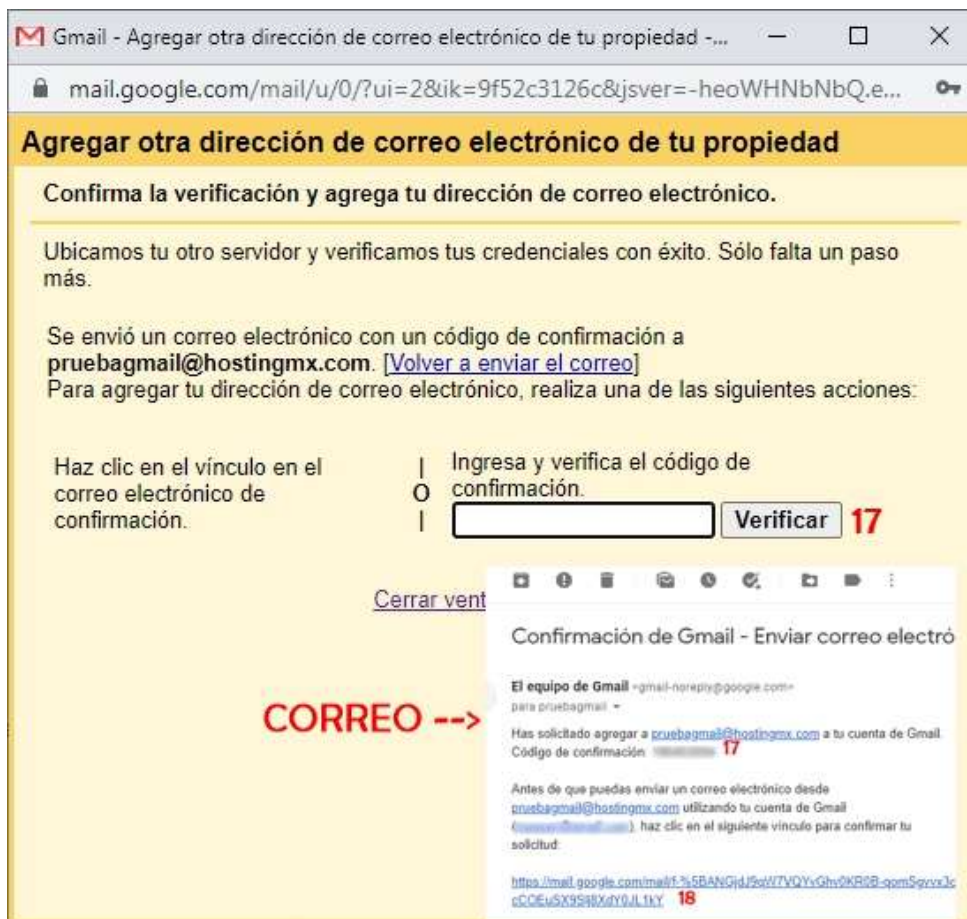 Gmail - Agregar otra dirección de correo electrónico de tu propiedad -...
mail.google.com/mail/u/0/?ui=2&ik=9f52c3126c&jsver=-heoWHNbNbQ.e...
Agregar otra dirección de correo electrónico de tu propiedad
Confirma la verificación y agrega tu dirección de correo electrónico.
Ubicamos tu otro servidor y verificamos tus credenciales con éxito. Sólo falta un paso
más.
Se envió un correo electrónico con un código de confirmación a
pruebagmail@hostingmx.com. [Volver a enviar el correo]
Para agregar tu dirección de correo electrónico, realiza una de las siguientes acciones:
Haz clic en el vínculo en el
correo electrónico de
confirmación.
|
O
|
Ingresa y verifica el código de
confirmación.
Verificar 17
Cerrar vent
Confirmación de Gmail - Enviar correo electró
El equipo de Gmail <gmail-noreply@google.com>
para pruebagmail
CORREO -->
Has solicitado agregar a pruebagmail@hostingmx.com a tu cuenta de Gmail
Código de confirmación: 17
Antes de que puedas enviar un correo electrónico desde
pruebagmail@hostingmx.com utilizando tu cuenta de Gmail
( ), haz clic en el siguiente vínculo para confirmar tu
solicitud:
18